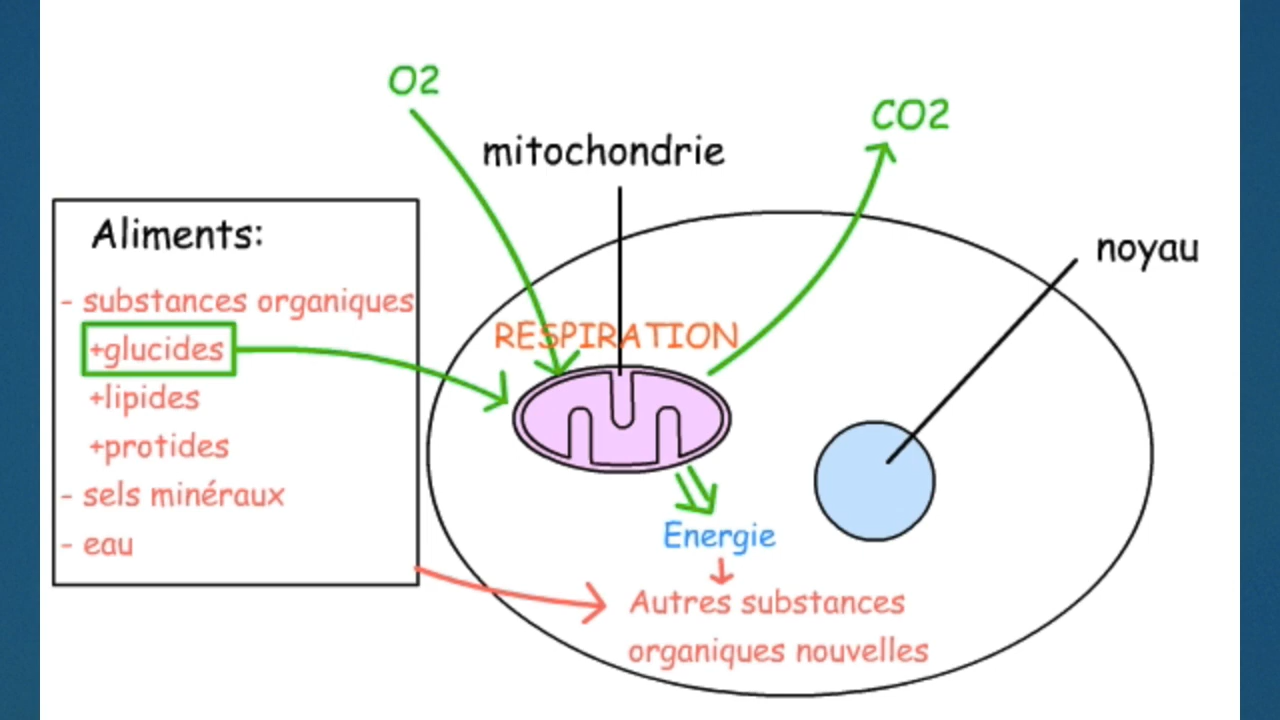 O2
CO2
mitochondrie
Aliments:
noyau
- substances organiques
RESPIRATION
+glucides
+lipides
+protides
- sels minéraux
- eau
Energie
Autres substances
organiques nouvelles